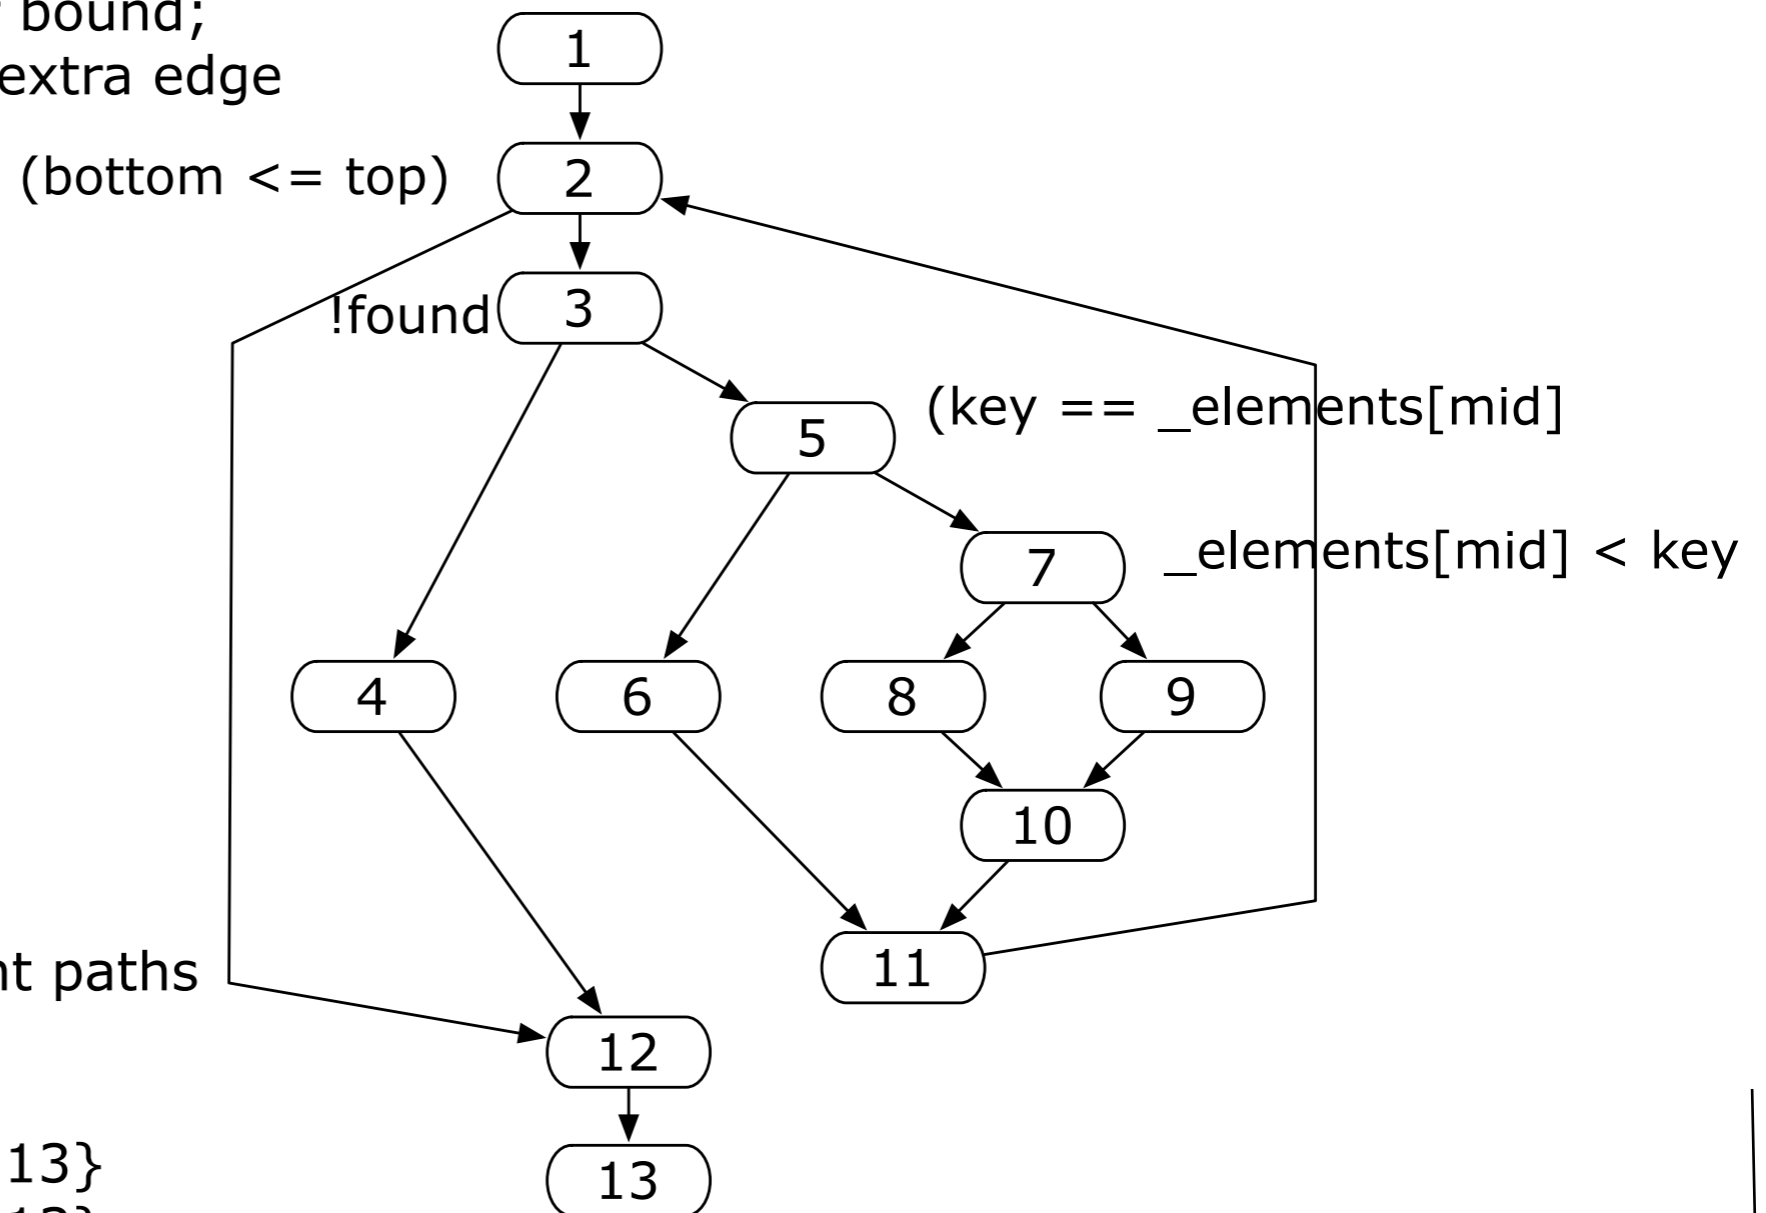 bound;
extra edge
1
(bottom <= top)
2
!found
3
(key == _elements[mid]
5
_elements[mid] < key
7
4
6
8
9
10
11
paths
12
13}
13